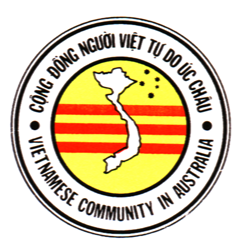 CỘNG ĐỒNG NGƯỜI VIỆT TỰ DO ÚC CHÂU
VIETNAMESE COMMUNITY IN AUSTRALIA